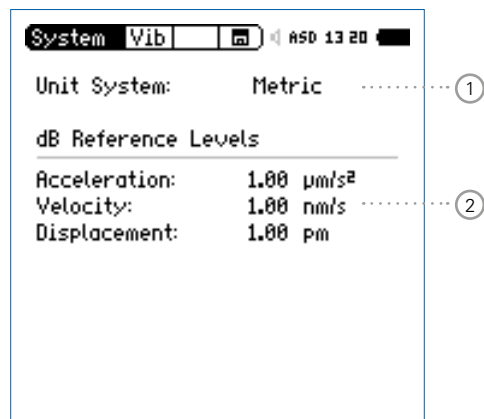 System Vib ASD 13 20
Unit System: Metric 1
dB Reference Levels
Acceleration: 1.00 µm/s²
Velocity: 1.00 nm/s 2
Displacement: 1.00 pm